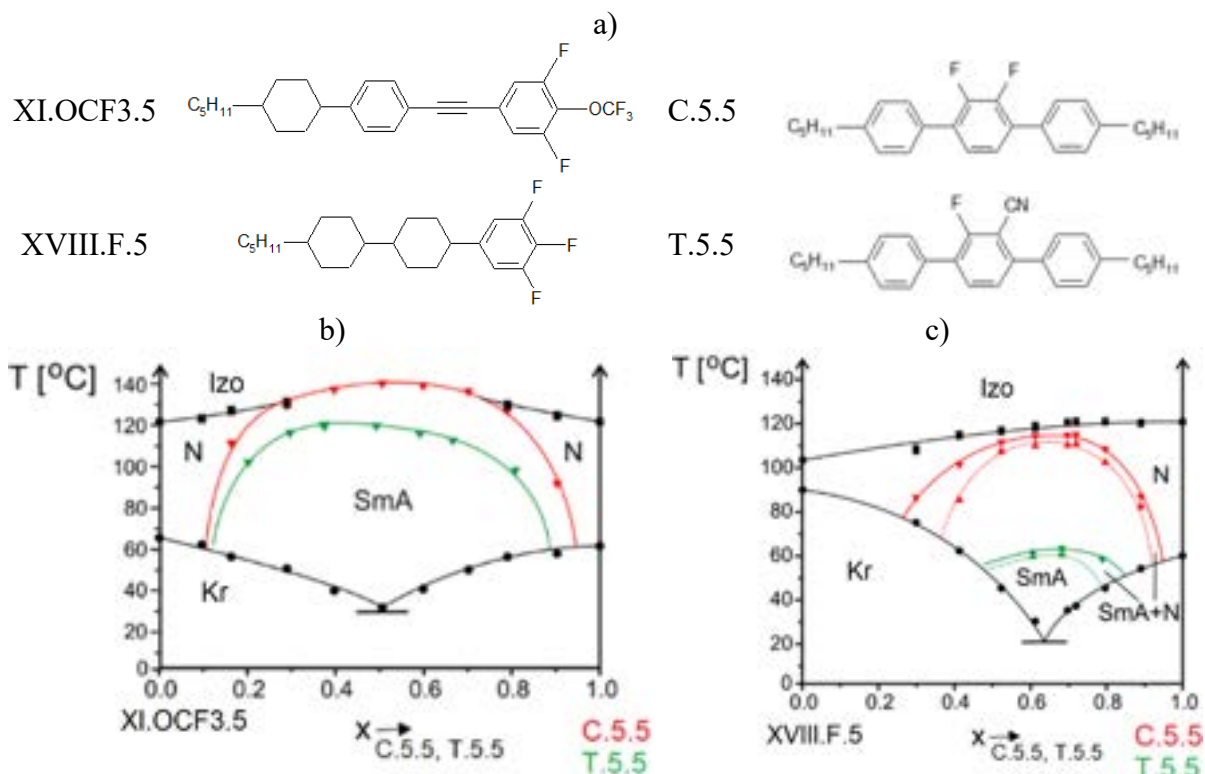 a)
XI.OCF3.5
C5H11
F
OCF3
F
C.5.5
F F
C5H11
C5H11
XVIII.F.5
C5H11
F
F
F
T.5.5
F CN
C5H11
C5H11
b)
T [°C]
140
120
100
80
60
40
20
0
Izo
N
N
SmA
Kr
0.0 0.2 0.4 0.6 0.8 1.0
XI.OCF3.5
x → C.5.5, T.5.5
C.5.5
T.5.5
c)
T [°C]
140
120
100
80
60
40
20
0
Izo
N
Kr
SmA
SmA+N
0.0 0.2 0.4 0.6 0.8 1.0
XVIII.F.5
x → C.5.5, T.5.5
C.5.5
T.5.5